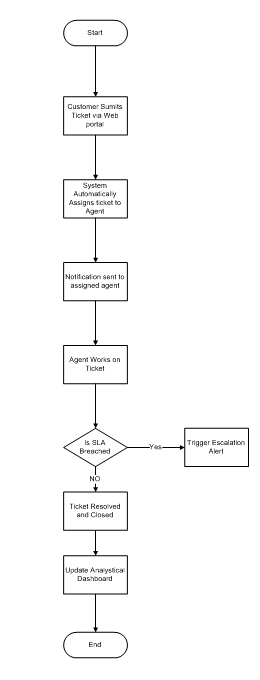 Start
Customer Sumits
Ticket via Web
portal
System
Automatically
Assigns ticket to
Agent
Notification sent to
assigned agent
Agent Works on
Ticket
Is SLA
Breached
Yes
Trigger Escalation
Alert
NO
Ticket Resolved
and Closed
Update Analytical
Dashboard
End